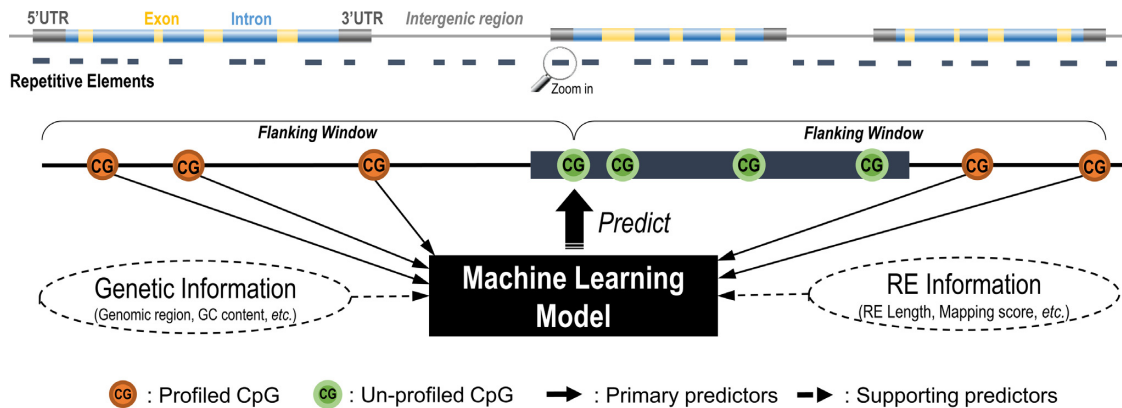 5'UTR Exon Intron 3'UTR Intergenic region
Repetitive Elements
Zoom in
Flanking Window Flanking Window
CG CG CG CG CG CG CG CG CG
Predict
Machine Learning
Model
Genetic Information
(Genomic region, GC content, etc.)
RE Information
(RE Length, Mapping score, etc.)
CG : Profiled CpG CG : Un-profiled CpG : Primary predictors : Supporting predictors